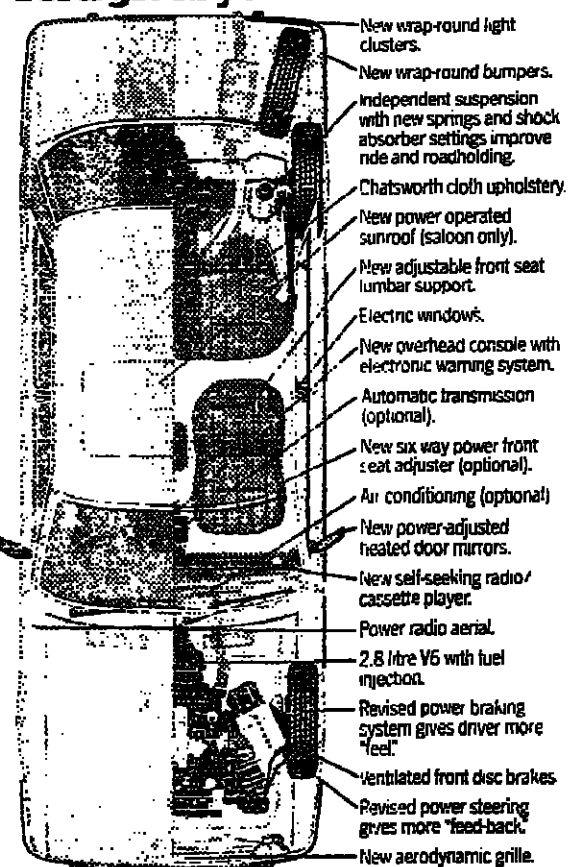 New wrap-round light
clusters.
New wrap-round bumpers.
Independent suspension
with new springs and shock
absorber settings improve
ride and roadholding.
Chatsworth cloth upholstery.
New power operated
sunroof (saloon only).
New adjustable front seat
lumbar support.
Electric windows.
New overhead console with
electronic warning system.
Automatic transmission
(optional).
New six way power front
seat adjuster (optional).
Air conditioning (optional)
New power-adjusted
heated door mirrors.
New self-seeking radio/
cassette player.
Power radio aerial.
2.8 litre V6 with fuel
injection.
Revised power braking
system gives driver more
"feel."
Ventilated front disc brakes
Revised power steering
gives more "feed-back."
New aerodynamic grille.